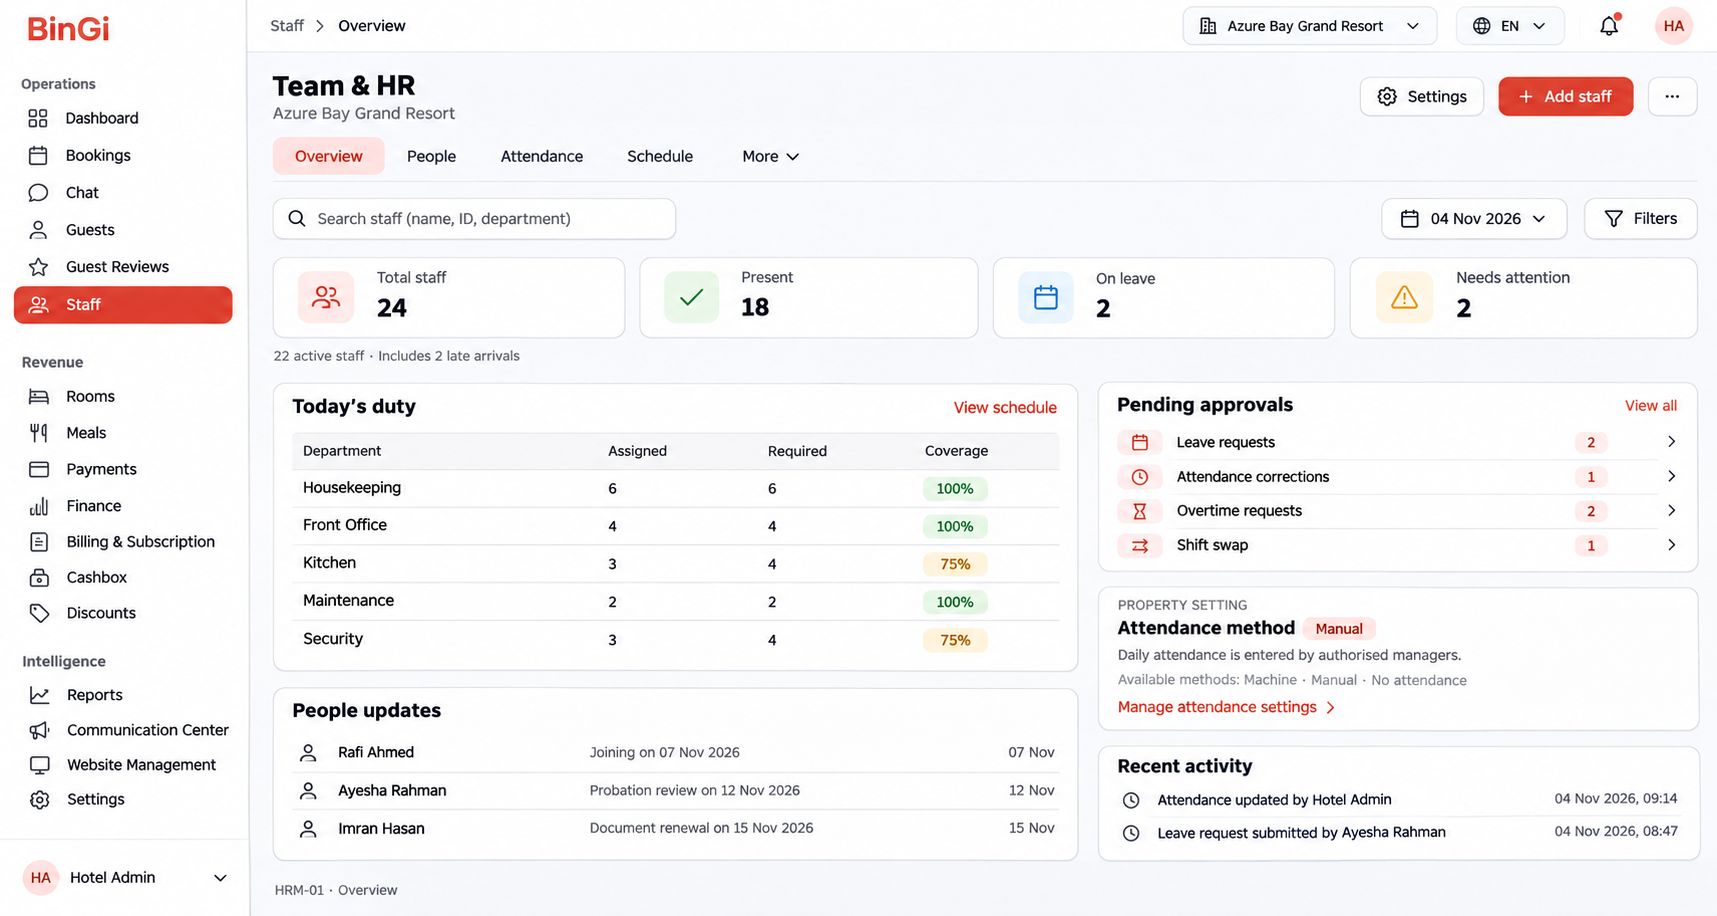 BinGi
Staff > Overview
Azure Bay Grand Resort
EN
HA
Operations
Dashboard
Bookings
Chat
Guests
Guest Reviews
Staff
Revenue
Rooms
Meals
Payments
Finance
Billing & Subscription
Cashbox
Discounts
Intelligence
Reports
Communication Center
Website Management
Settings
HA Hotel Admin
Team & HR
Azure Bay Grand Resort
Settings
+ Add staff
...
Overview People Attendance Schedule More
Search staff (name, ID, department)
04 Nov 2026
Filters
Total staff
24
Present
18
On leave
2
Needs attention
2
22 active staff · Includes 2 late arrivals
Today’s duty
View schedule
Department Assigned Required Coverage
Housekeeping 6 6 100%
Front Office 4 4 100%
Kitchen 3 4 75%
Maintenance 2 2 100%
Security 3 4 75%
People updates
Rafi Ahmed Joining on 07 Nov 2026 07 Nov
Ayesha Rahman Probation review on 12 Nov 2026 12 Nov
Imran Hasan Document renewal on 15 Nov 2026 15 Nov
Pending approvals
View all
Leave requests 2
Attendance corrections 1
Overtime requests 2
Shift swap 1
PROPERTY SETTING
Attendance method Manual
Daily attendance is entered by authorised managers.
Available methods: Machine · Manual · No attendance
Manage attendance settings >
Recent activity
Attendance updated by Hotel Admin 04 Nov 2026, 09:14
Leave request submitted by Ayesha Rahman 04 Nov 2026, 08:47
HRM-01 · Overview